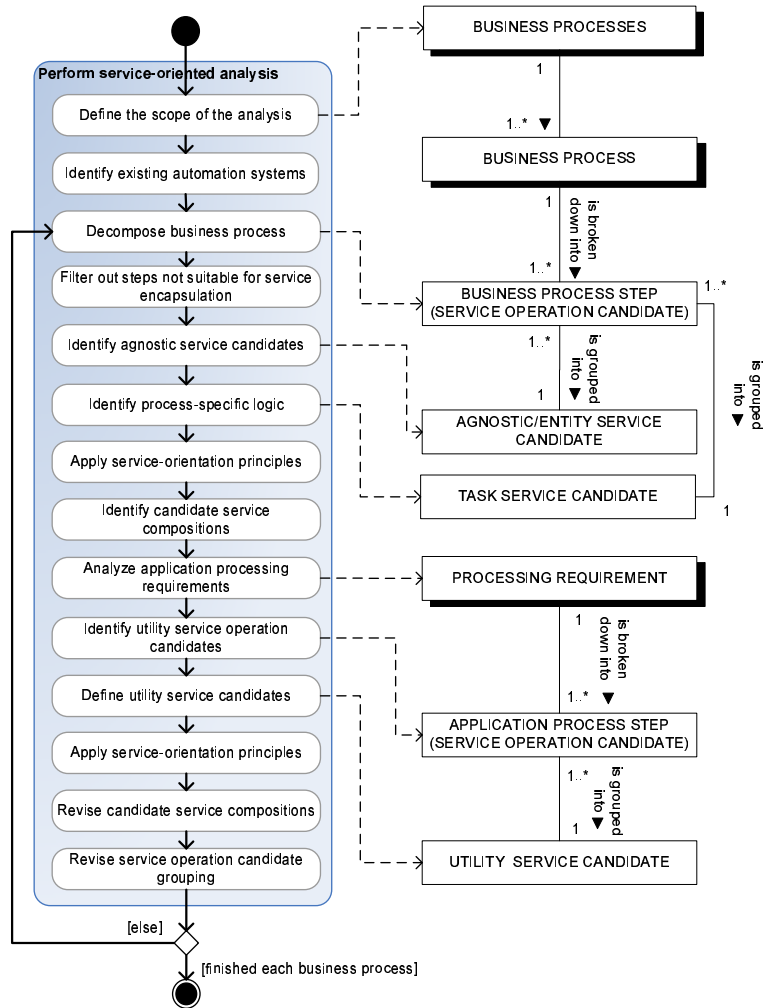 Perform service-oriented analysis
Define the scope of the analysis
Identify existing automation systems
Decompose business process
Filter out steps not suitable for service
encapsulation
Identify agnostic service candidates
Identify process-specific logic
Apply service-orientation principles
Identify candidate service
compositions
Analyze application processing
requirements
Identify utility service operation
candidates
Define utility service candidates
Apply service-orientation principles
Revise candidate service compositions
Revise service operation candidate
grouping
[else]
[finished each business process]
BUSINESS PROCESSES
1
1..*
BUSINESS PROCESS
1
is broken
down into
1..*
BUSINESS PROCESS STEP
(SERVICE OPERATION CANDIDATE)
1..*
1..*
is grouped
into
1
is grouped
into
AGNOSTIC/ENTITY SERVICE
CANDIDATE
TASK SERVICE CANDIDATE
1
PROCESSING REQUIREMENT
1
is broken
down into
1..*
APPLICATION PROCESS STEP
(SERVICE OPERATION CANDIDATE)
1..*
is grouped
into
1
UTILITY SERVICE CANDIDATE